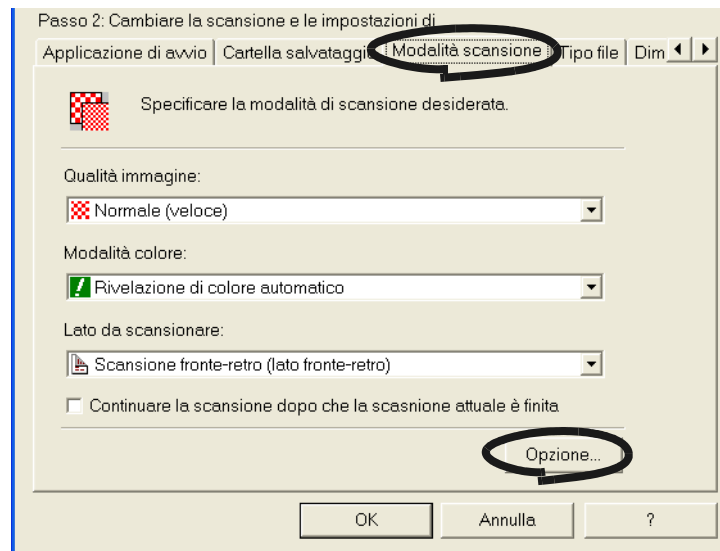 Passo 2: Cambiare la scansione e le impostazioni di
Applicazione di avvio Cartella salvataggio Modalità scansione Tipo file Dim
Specificare la modalità di scansione desiderata.
Qualità immagine:
Normale (veloce)
Modalità colore:
Rivelazione di colore automatico
Lato da scansionare:
Scansione fronte-retro (lato fronte-retro)
Continuare la scansione dopo che la scasnione attuale è finita
Opzione...
OK Annulla ?